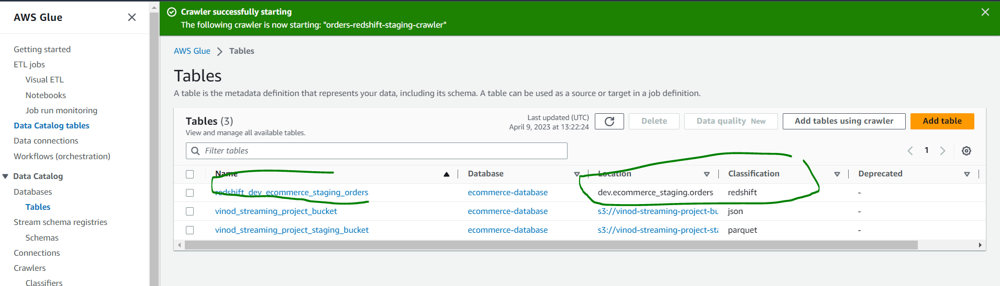 AWS Glue
Getting started
ETL jobs
Visual ETL
Notebooks
Job run monitoring
Data Catalog tables
Data connections
Workflows (orchestration)
Data Catalog
Databases
Tables
Stream schema registries
Schemas
Connections
Crawlers
Classifiers
Crawler successfully starting
The following crawler is now starting: "orders-redshift-staging-crawler"
AWS Glue > Tables
Tables
A table is the metadata definition that represents your data, including its schema. A table can be used as a source or target in a job definition.
Tables (3)
View and manage all available tables.
Last updated (UTC)
April 9, 2023 at 13:22:24
Delete
Data quality New
Add tables using crawler
Add table
Filter tables
1
Name Database Location Classification Deprecated
redshift_dev_ecommerce_staging_orders ecommerce-database dev.ecommerce_staging.orders redshift -
vinod_streaming_project_bucket ecommerce-database s3://vinod-streaming-project-bu json -
vinod_streaming_project_staging_bucket ecommerce-database s3://vinod-streaming-project-sta parquet -